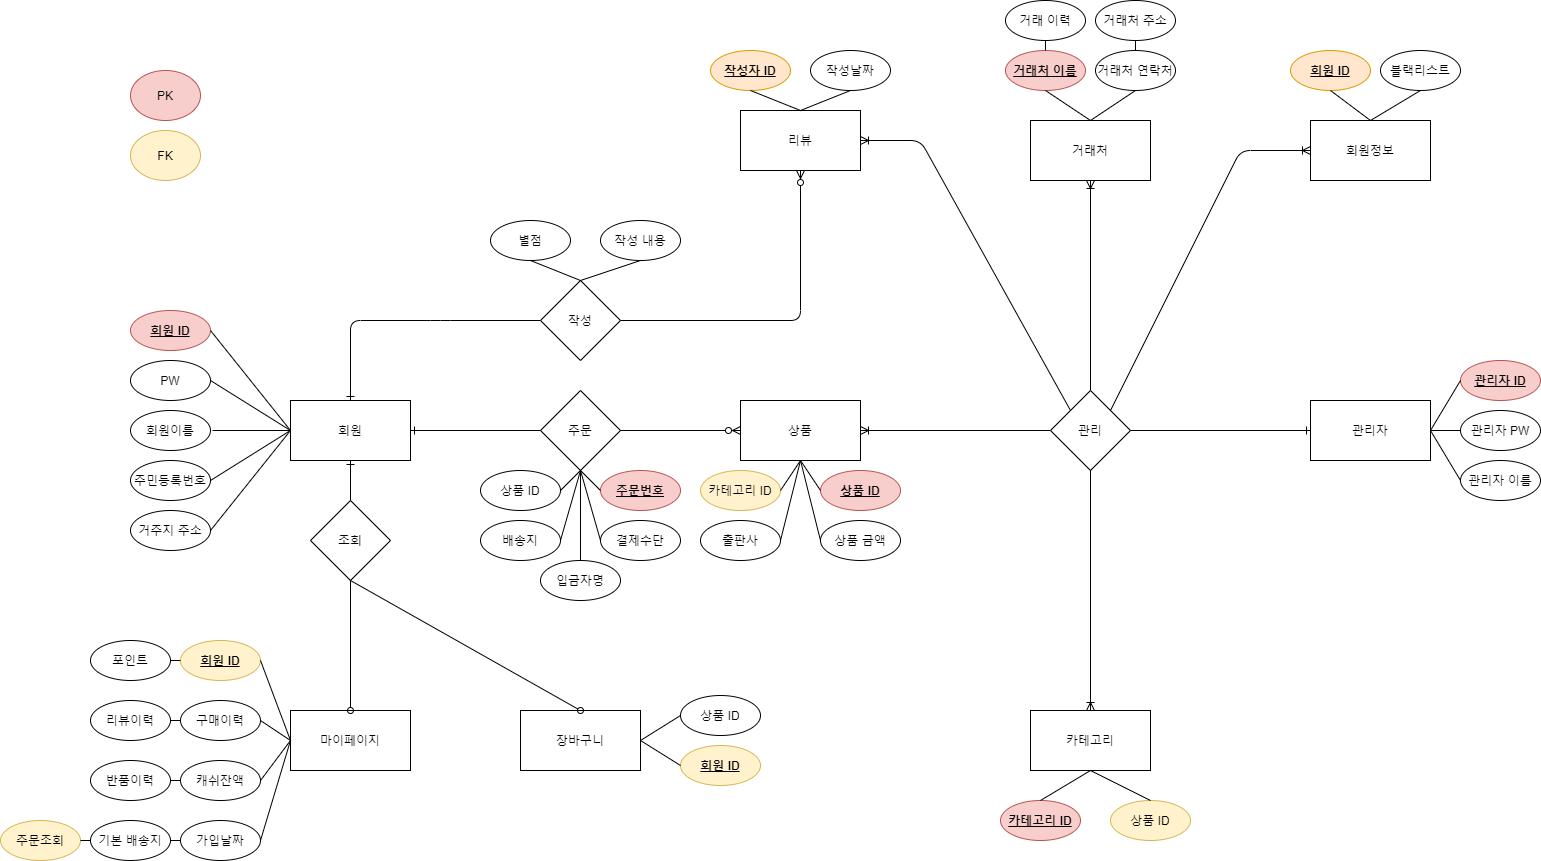 거래 이력
거래처 주소
작성자 ID
작성날짜
거래처 이름
거래처 연락처
회원 ID
블랙리스트
PK
FK
리뷰
거래처
회원정보
별점
작성 내용
작성
회원 ID
PW
회원이름
주민등록번호
거주지 주소
회원
주문
상품
관리
관리자
관리자 ID
관리자 PW
관리자 이름
상품 ID
주문번호
배송지
결제수단
입금자명
카테고리 ID
상품 ID
출판사
상품 금액
조회
포인트
회원 ID
리뷰이력
구매이력
반품이력
캐쉬잔액
주문조회
기본 배송지
가입날짜
마이페이지
장바구니
상품 ID
회원 ID
카테고리
카테고리 ID
상품 ID